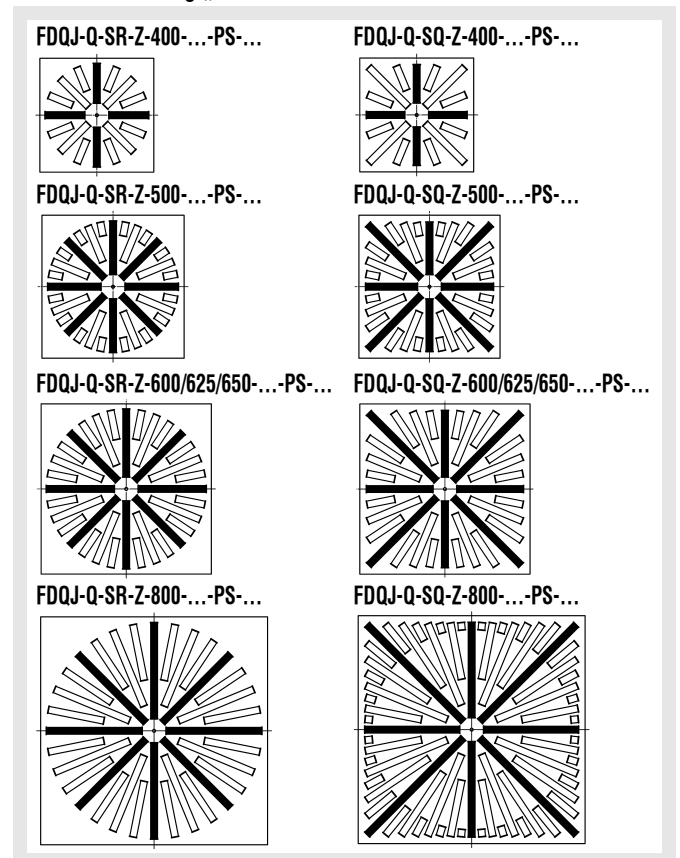 FDQJ-Q-SR-Z-400-...-PS-...
FDQJ-Q-SQ-Z-400-...-PS-...
FDQJ-Q-SR-Z-500-...-PS-...
FDQJ-Q-SQ-Z-500-...-PS-...
FDQJ-Q-SR-Z-600/625/650-...-PS-...
FDQJ-Q-SQ-Z-600/625/650-...-PS-...
FDQJ-Q-SR-Z-800-...-PS-...
FDQJ-Q-SQ-Z-800-...-PS-...